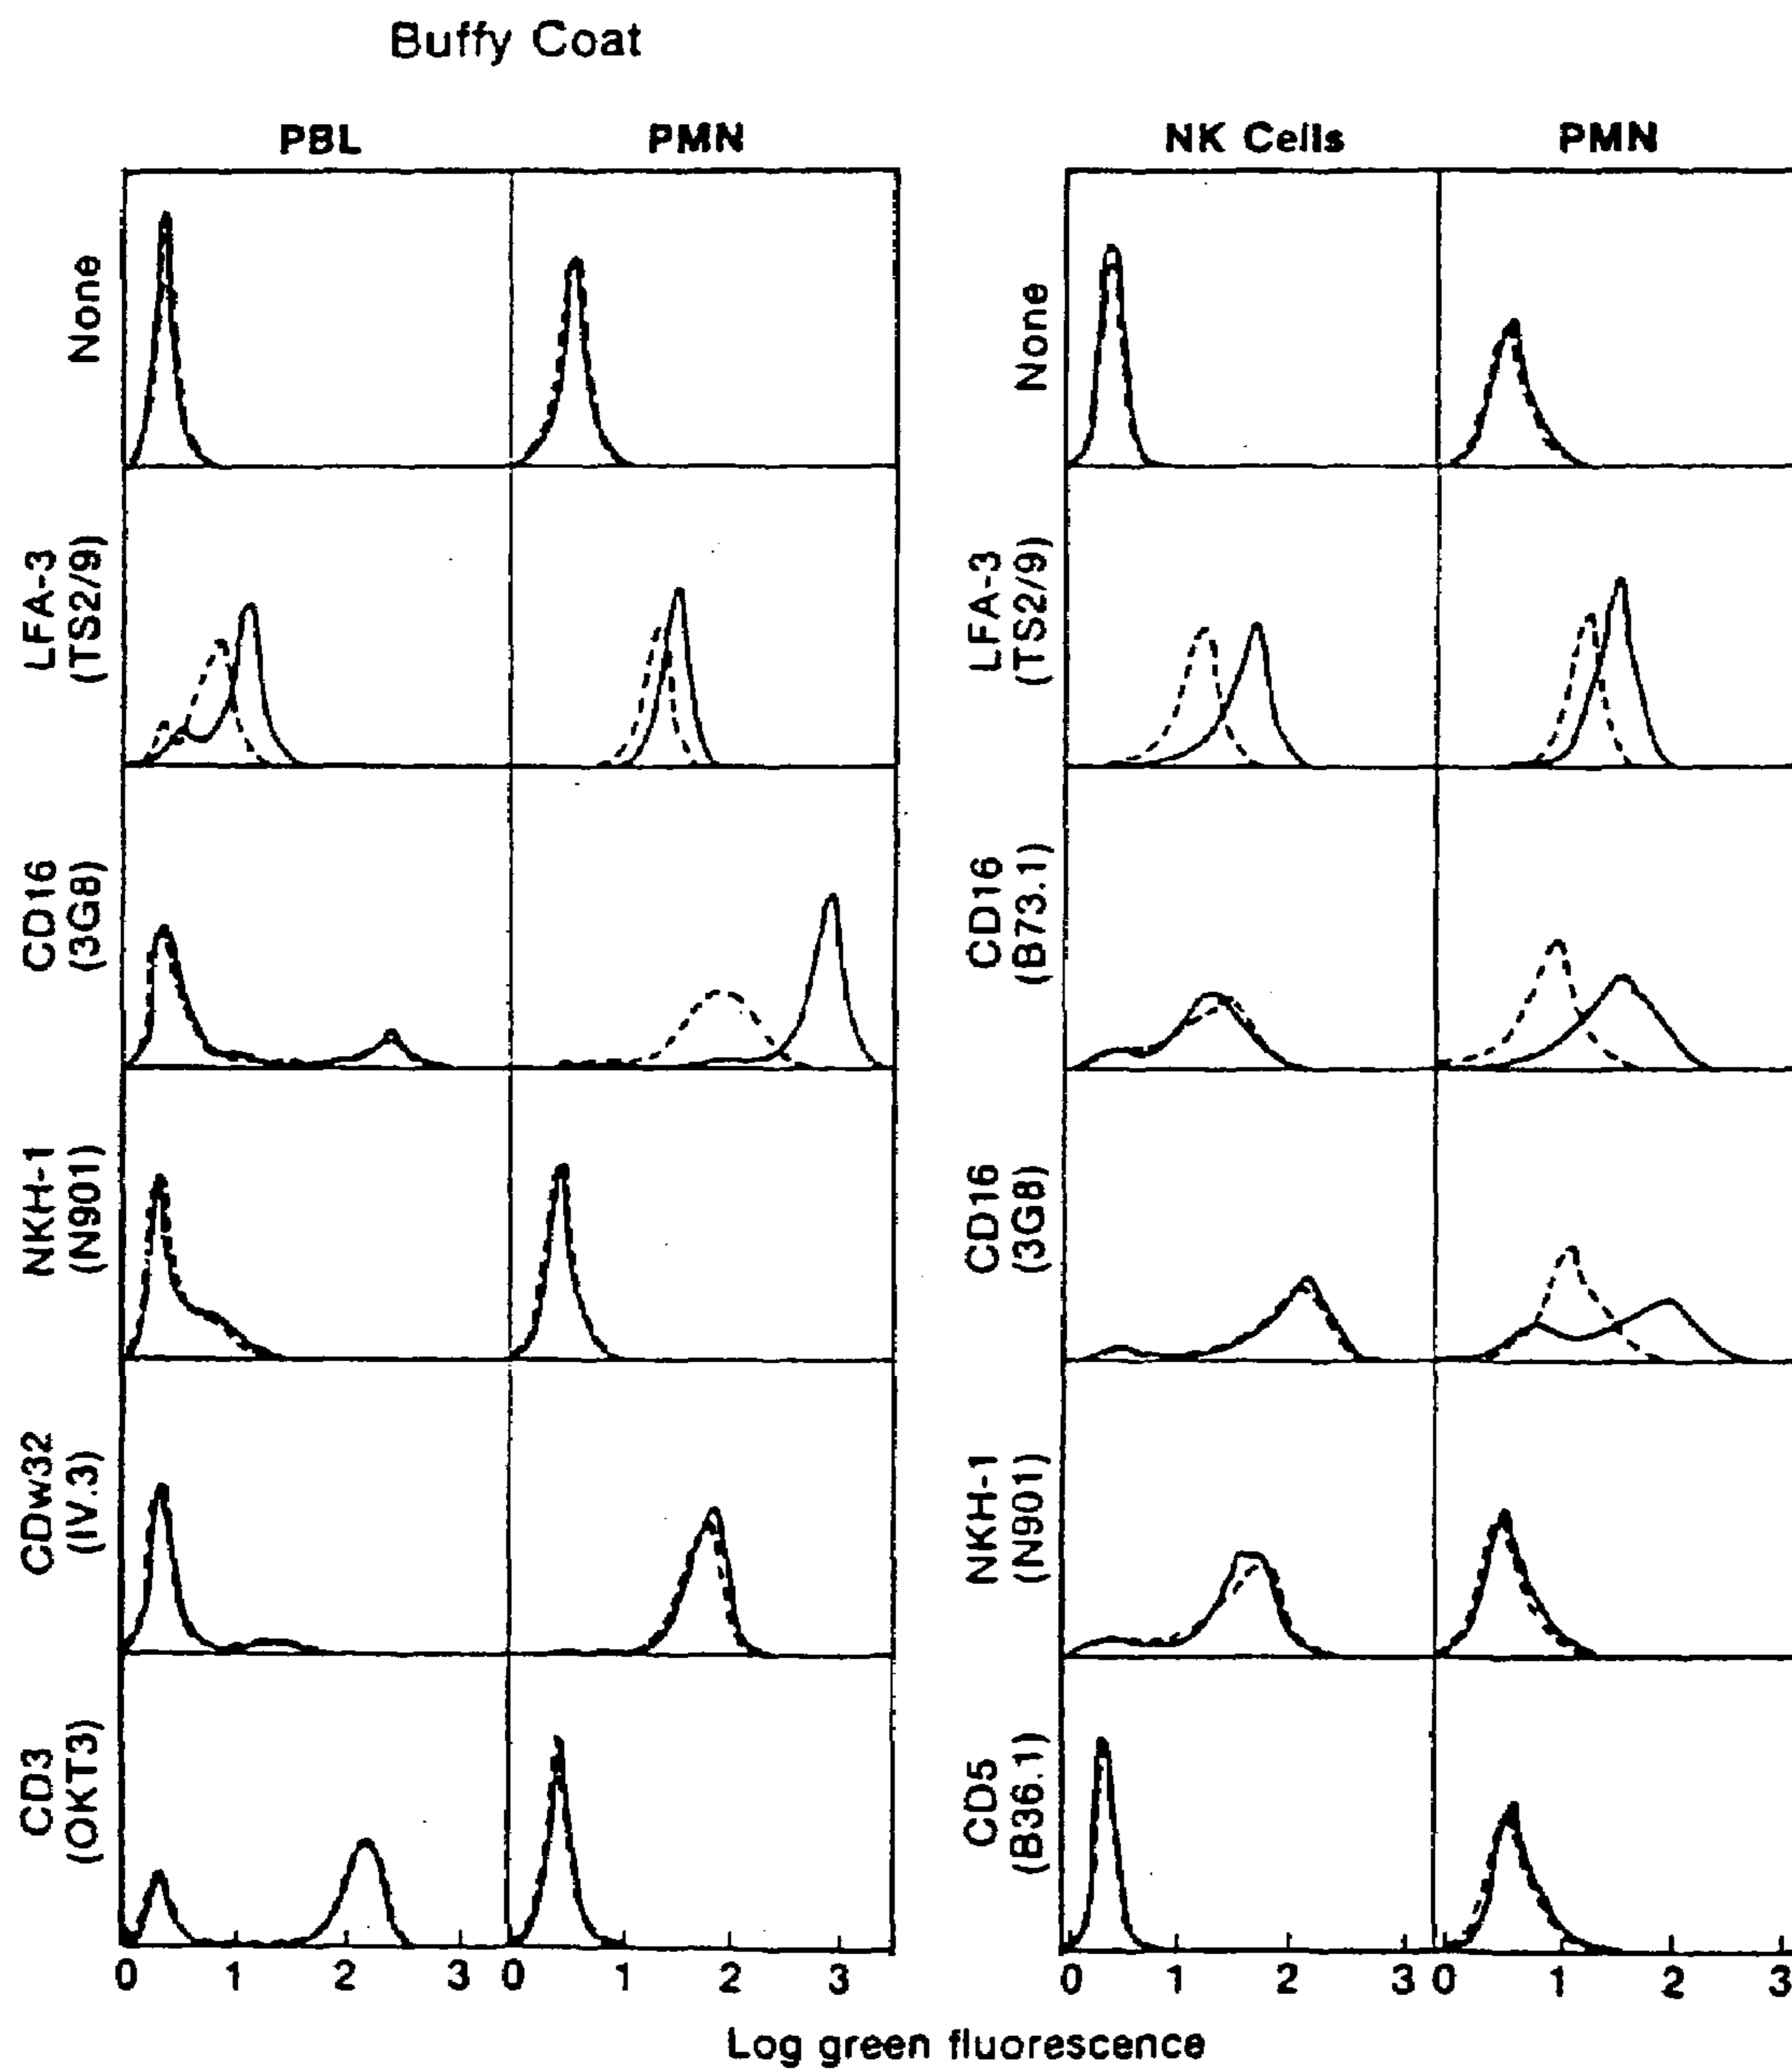 Buffy Coat
PBL PMN NK Cells PMN
None
LFA-3
(TS2/9)
CD16
(3G8)
NKH-1
(N901)
CDw32
(IV.3)
CD3
(OKT3)
None
LFA-3
(TS2/9)
CD16
(B73.1)
CD16
(3G8)
NKH-1
(N901)
CD5
(B36.1)
0 1 2 3 0 1 2 3 0 1 2 3 0 1 2 3
Log green fluorescence